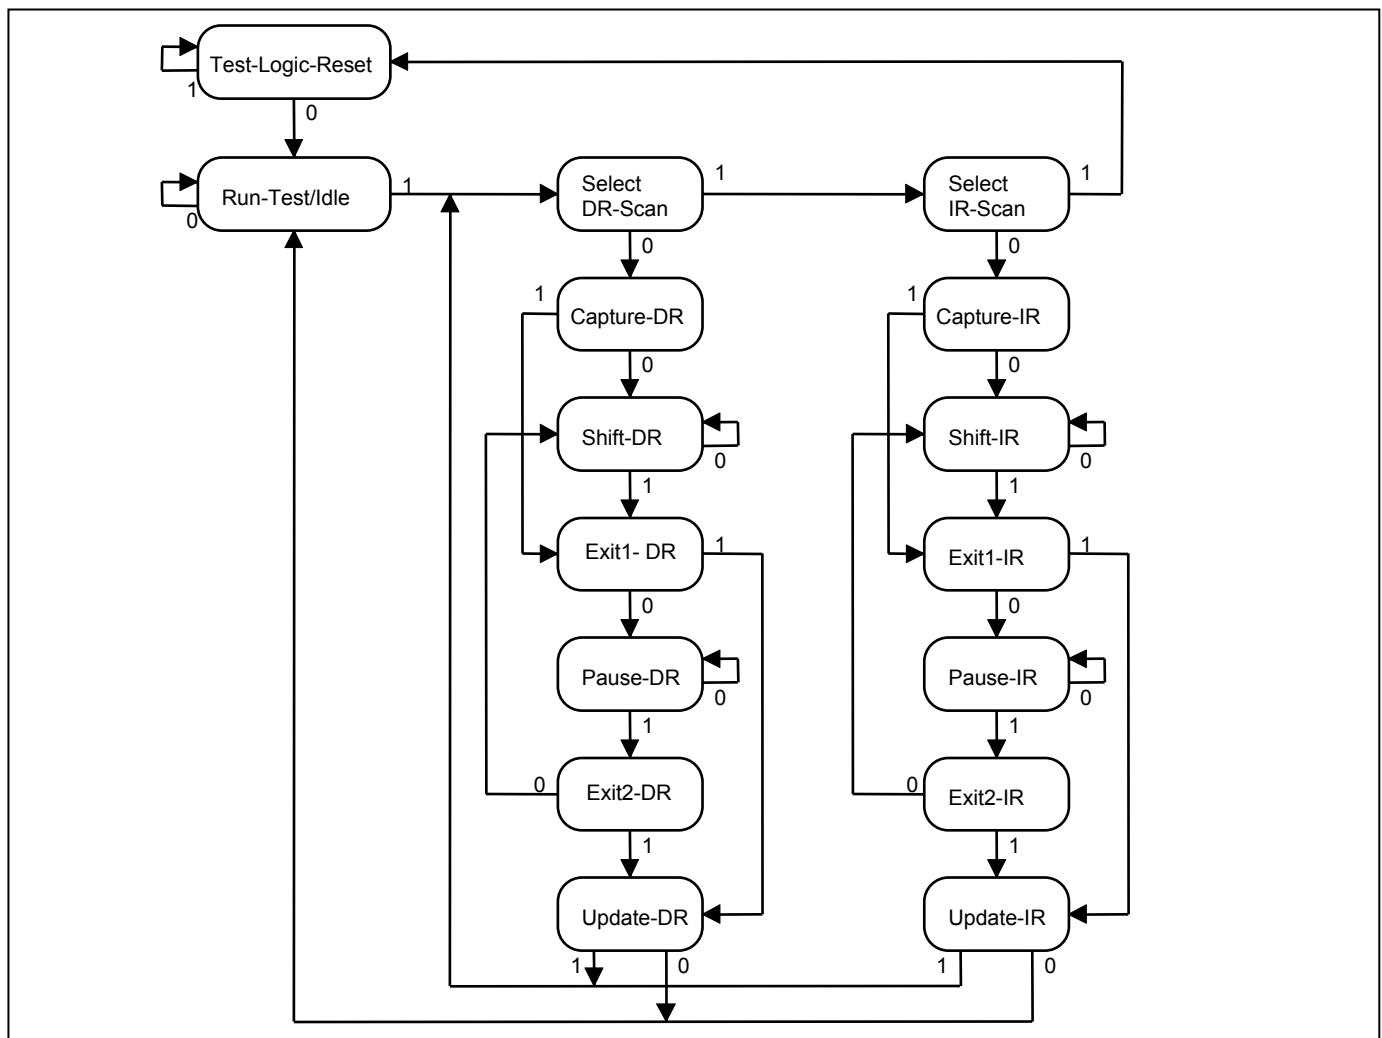 Test-Logic-Reset
1
0
Run-Test/Idle
0
1
Select
DR-Scan
1
0
Select
IR-Scan
1
0
1
Capture-DR
0
1
Capture-IR
0
Shift-DR
0
1
Shift-IR
0
1
Exit1- DR
1
0
Exit1-IR
1
0
Pause-DR
0
1
Pause-IR
0
1
0
Exit2-DR
1
0
Exit2-IR
1
Update-DR
1
0
Update-IR
1
0